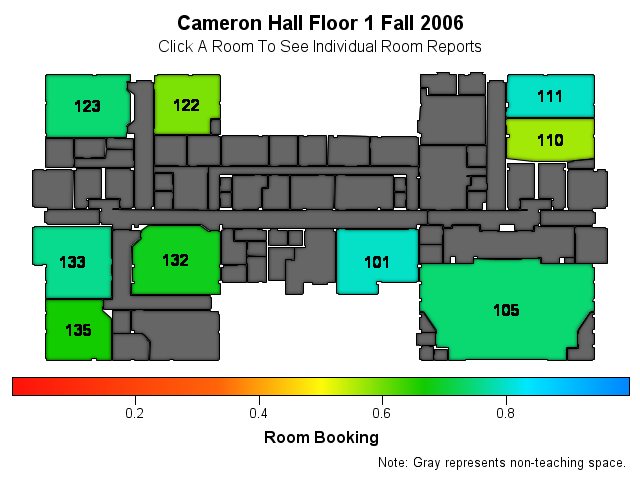 Cameron Hall Floor 1 Fall 2006
Click A Room To See Individual Room Reports
123
122
111
110
133
132
101
135
105
0.2 0.4 0.6 0.8
Room Booking
Note: Gray represents non-teaching space.